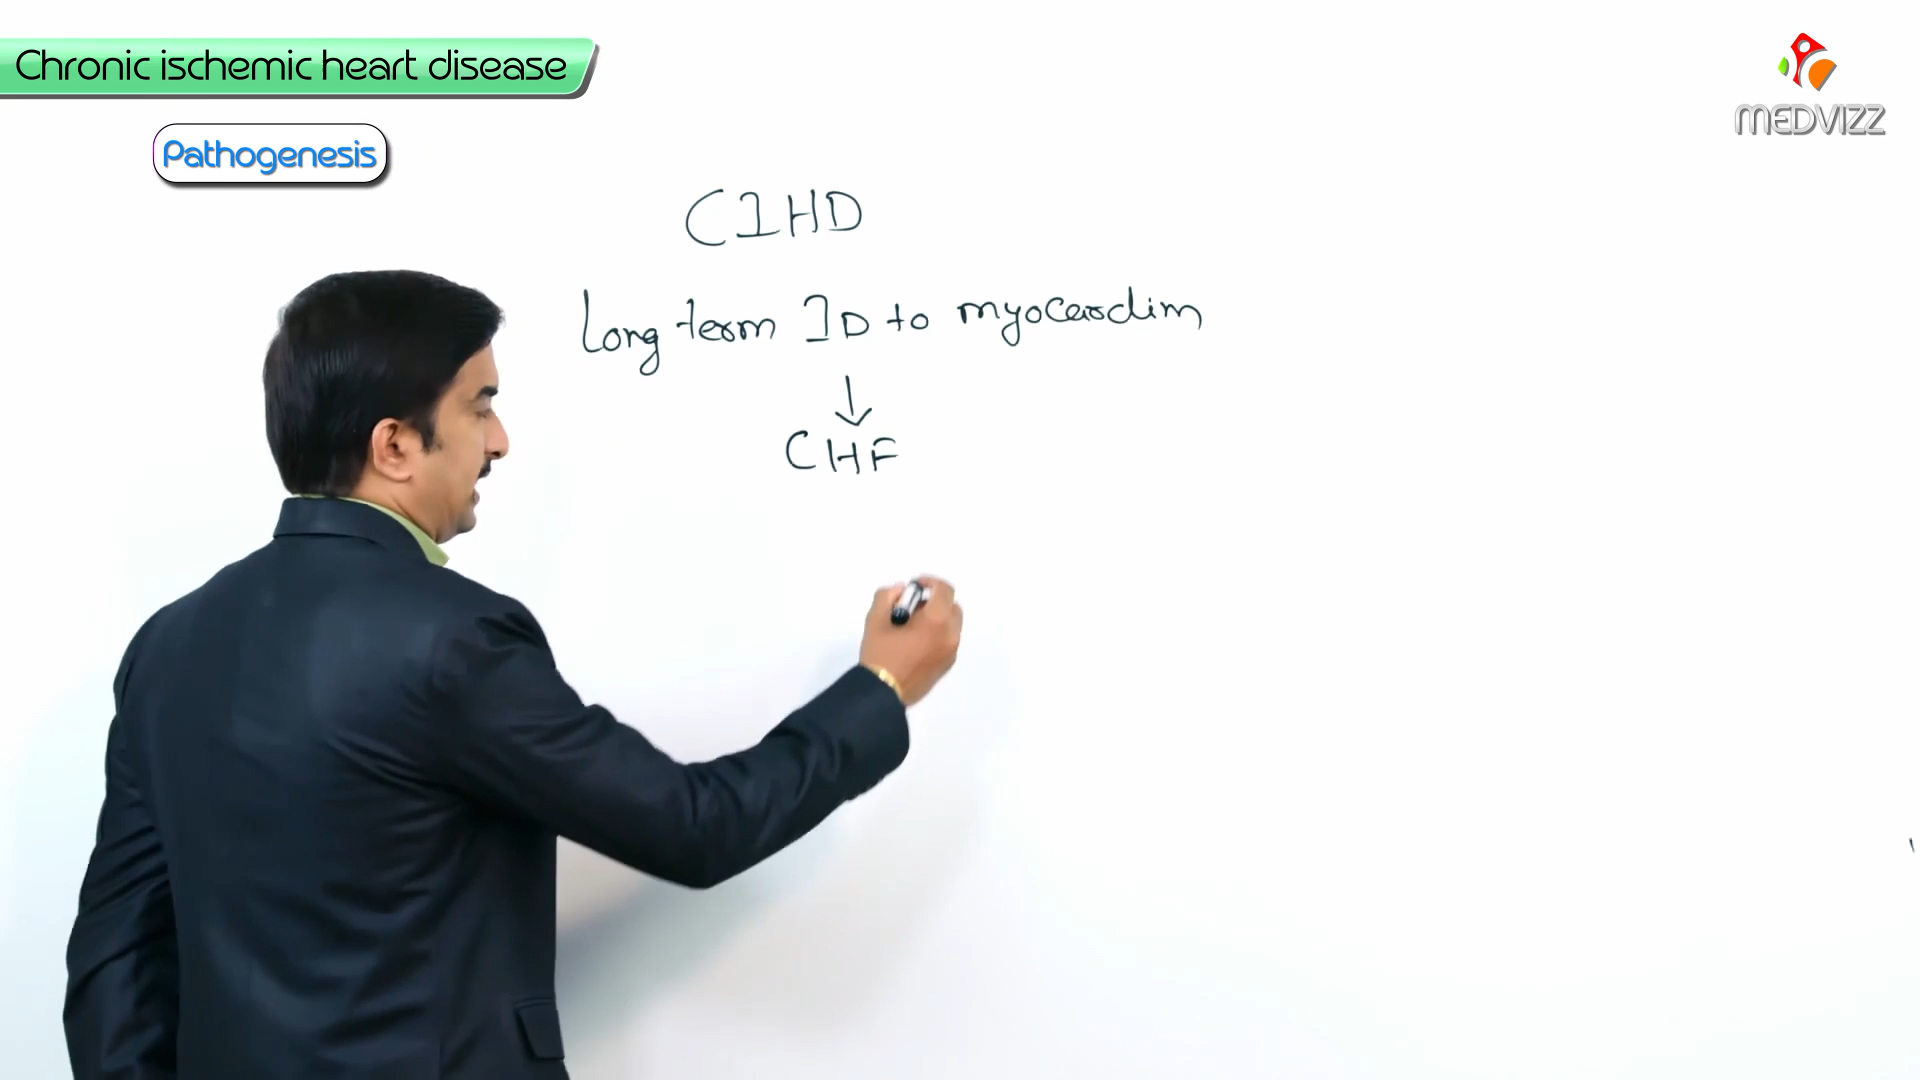 Chronic ischemic heart disease
MEDVIZZ
Pathogenesis
CIHD
Long term ID to myocardim
CHF